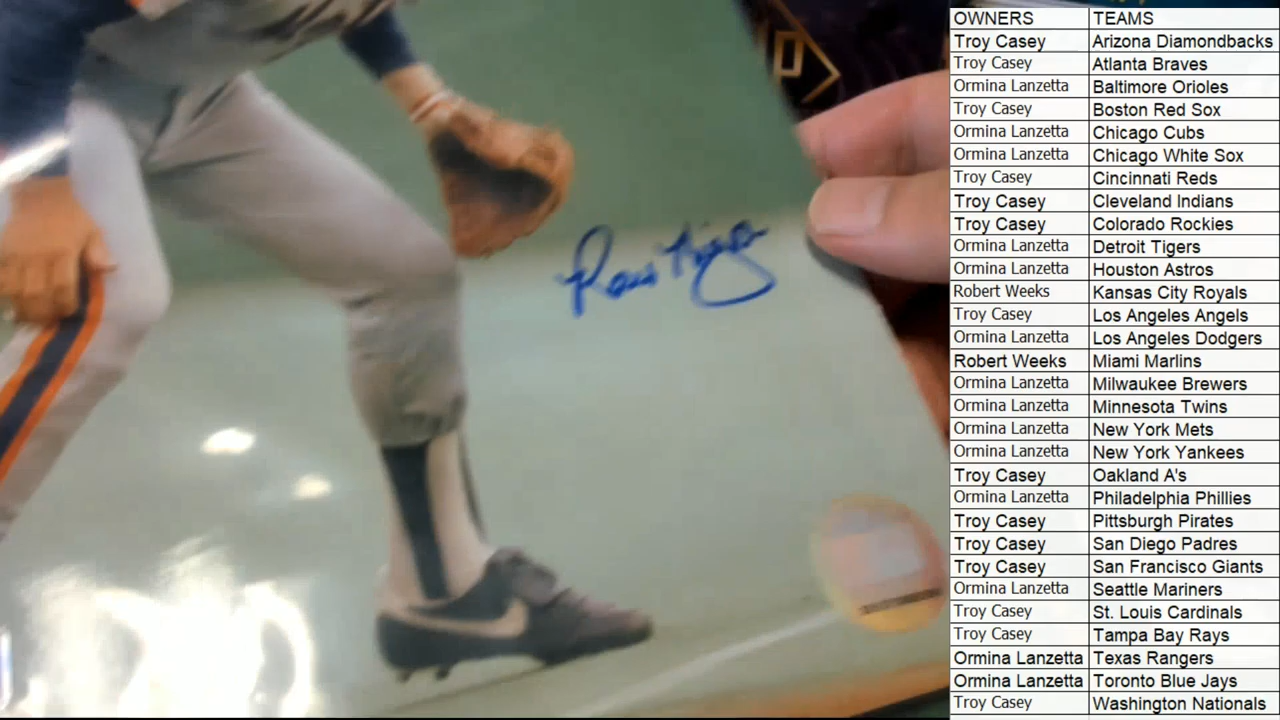 OWNERS TEAMS
Troy Casey Arizona Diamondbacks
Troy Casey Atlanta Braves
Ormina Lanzetta Baltimore Orioles
Troy Casey Boston Red Sox
Ormina Lanzetta Chicago Cubs
Ormina Lanzetta Chicago White Sox
Troy Casey Cincinnati Reds
Troy Casey Cleveland Indians
Troy Casey Colorado Rockies
Ormina Lanzetta Detroit Tigers
Ormina Lanzetta Houston Astros
Robert Weeks Kansas City Royals
Troy Casey Los Angeles Angels
Ormina Lanzetta Los Angeles Dodgers
Robert Weeks Miami Marlins
Ormina Lanzetta Milwaukee Brewers
Ormina Lanzetta Minnesota Twins
Ormina Lanzetta New York Mets
Ormina Lanzetta New York Yankees
Troy Casey Oakland A's
Ormina Lanzetta Philadelphia Phillies
Troy Casey Pittsburgh Pirates
Troy Casey San Diego Padres
Troy Casey San Francisco Giants
Ormina Lanzetta Seattle Mariners
Troy Casey St. Louis Cardinals
Troy Casey Tampa Bay Rays
Ormina Lanzetta Texas Rangers
Ormina Lanzetta Toronto Blue Jays
Troy Casey Washington Nationals